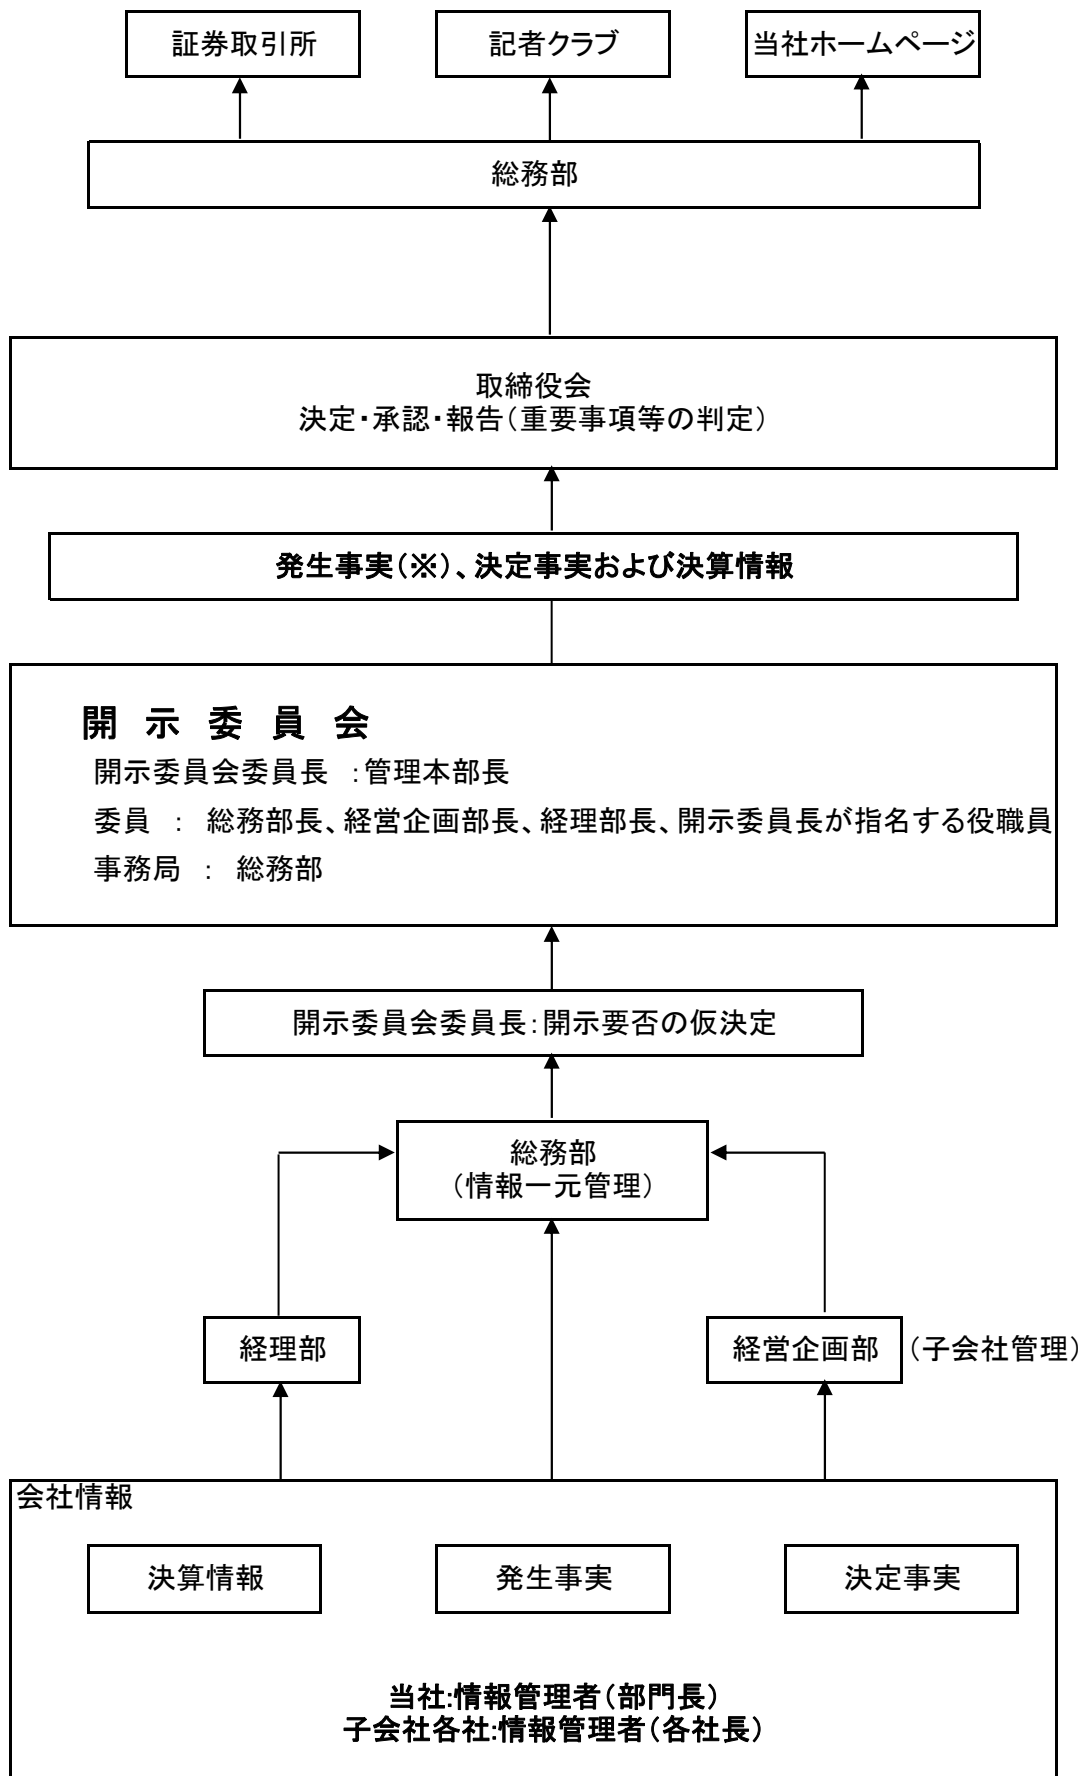 証券取引所
記者クラブ
当社ホームページ
総務部
取締役会
決定・承認・報告（重要事項等の判定）
発生事実（※）、決定事実および決算情報
開 示 委 員 会
開示委員会委員長 ：管理本部長
委員 ： 総務部長、経営企画部長、経理部長、開示委員長が指名する役職員
事務局 ： 総務部
開示委員会委員長：開示要否の仮決定
総務部
（情報一元管理）
経理部
経営企画部
（子会社管理）
会社情報
決算情報
発生事実
決定事実
当社:情報管理者（部門長）
子会社各社:情報管理者（各社長）